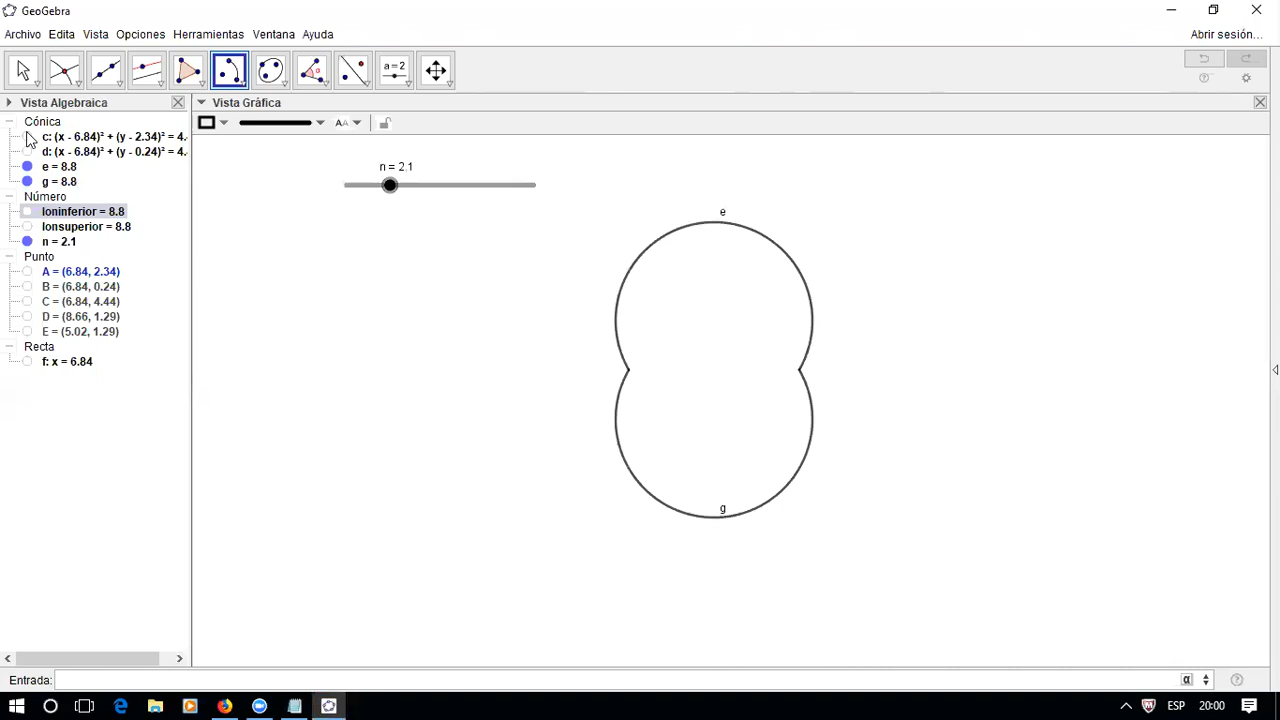 GeoGebra
Archivo Edita Vista Opciones Herramientas Ventana Ayuda Abrir sesión...
a = 2
Vista Algebraica
Vista Gráfica
AA
Cónica
c: (x - 6.84)² + (y - 2.34)² = 4.
d: (x - 6.84)² + (y - 0.24)² = 4.
e = 8.8
g = 8.8
Número
loninferior = 8.8
lonsuperior = 8.8
n = 2.1
Punto
A = (6.84, 2.34)
B = (6.84, 0.24)
C = (6.84, 4.44)
D = (8.66, 1.29)
E = (5.02, 1.29)
Recta
f: x = 6.84
n = 2.1
e
g
Entrada:
α
ESP 20:00